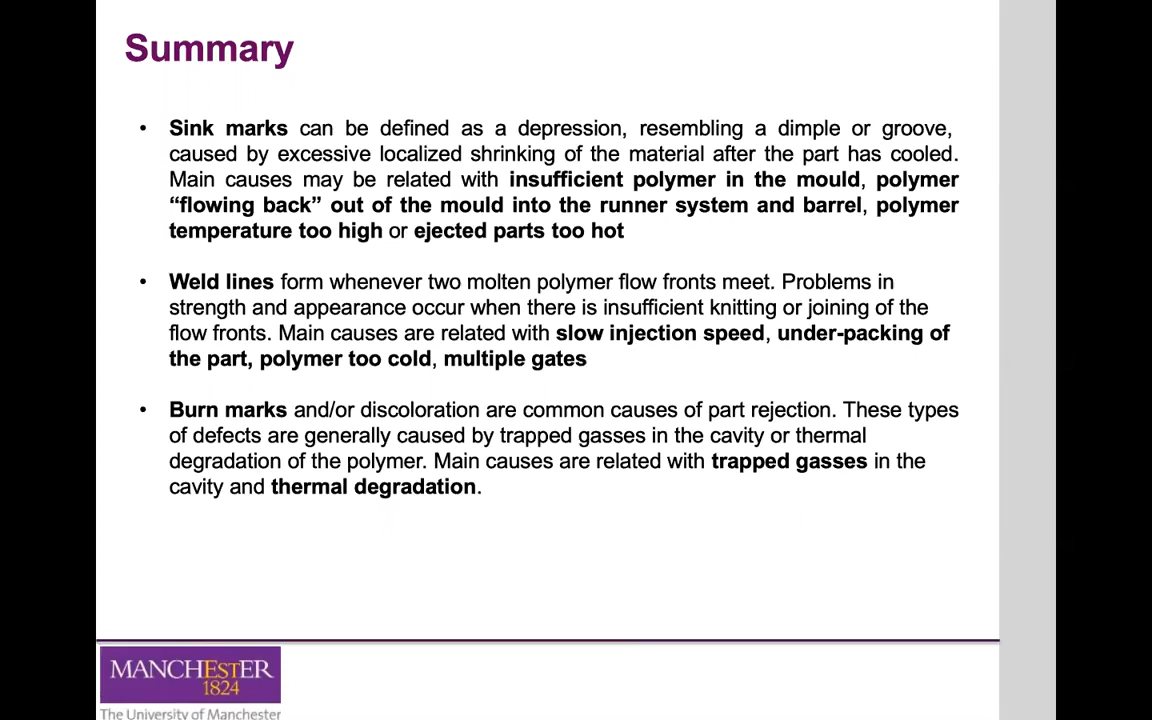 Summary
• Sink marks can be defined as a depression, resembling a dimple or groove,
caused by excessive localized shrinking of the material after the part has cooled.
Main causes may be related with insufficient polymer in the mould, polymer
“flowing back” out of the mould into the runner system and barrel, polymer
temperature too high or ejected parts too hot
• Weld lines form whenever two molten polymer flow fronts meet. Problems in
strength and appearance occur when there is insufficient knitting or joining of the
flow fronts. Main causes are related with slow injection speed, under-packing of
the part, polymer too cold, multiple gates
• Burn marks and/or discoloration are common causes of part rejection. These types
of defects are generally caused by trapped gasses in the cavity or thermal
degradation of the polymer. Main causes are related with trapped gasses in the
cavity and thermal degradation.
MANCHESTER
1824
The University of Manchester